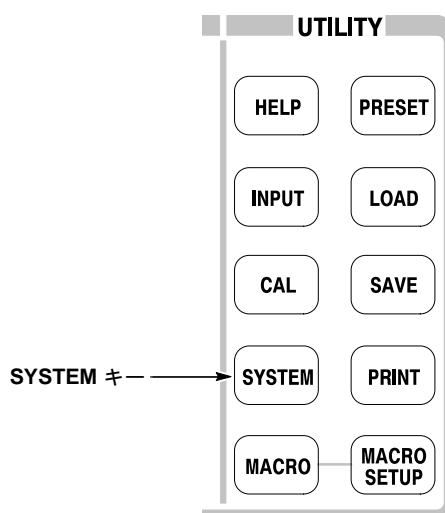 UTILITY
HELP
PRESET
INPUT
LOAD
CAL
SAVE
SYSTEM キー
SYSTEM
PRINT
MACRO
MACRO
SETUP